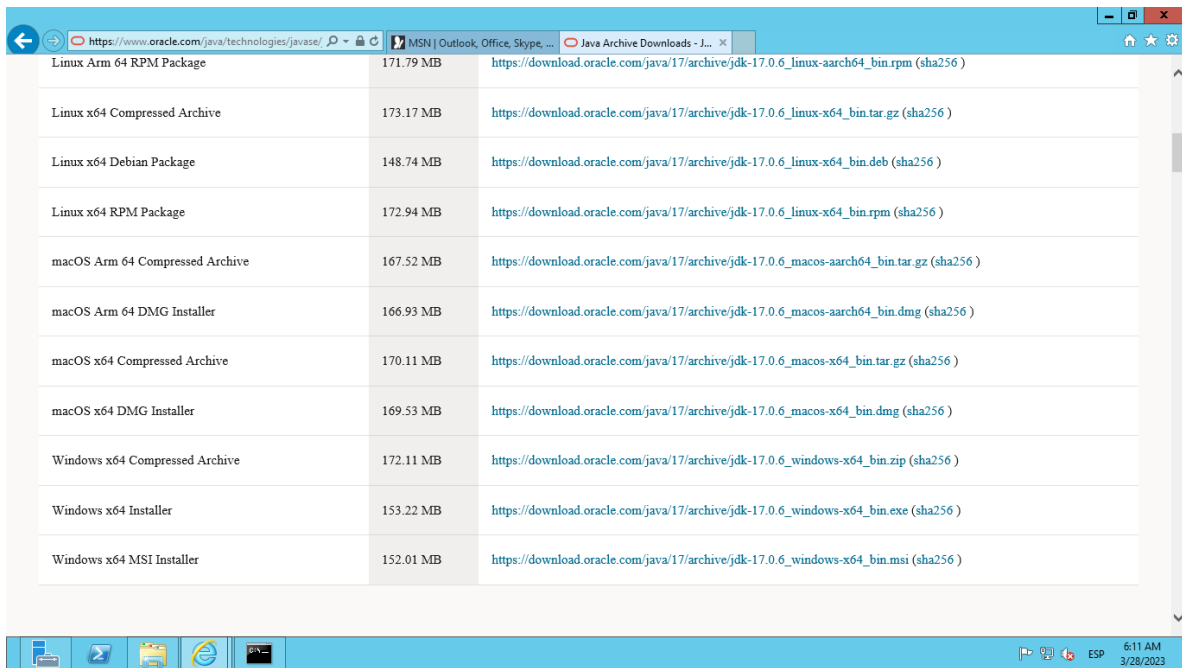 https://www.oracle.com/java/technologies/javase/
MSN | Outlook, Office, Skype, ...
Java Archive Downloads - J...
Linux Arm 64 RPM Package 171.79 MB https://download.oracle.com/java/17/archive/jdk-17.0.6_linux-aarch64_bin.rpm (sha256 )
Linux x64 Compressed Archive 173.17 MB https://download.oracle.com/java/17/archive/jdk-17.0.6_linux-x64_bin.tar.gz (sha256 )
Linux x64 Debian Package 148.74 MB https://download.oracle.com/java/17/archive/jdk-17.0.6_linux-x64_bin.deb (sha256 )
Linux x64 RPM Package 172.94 MB https://download.oracle.com/java/17/archive/jdk-17.0.6_linux-x64_bin.rpm (sha256 )
macOS Arm 64 Compressed Archive 167.52 MB https://download.oracle.com/java/17/archive/jdk-17.0.6_macos-aarch64_bin.tar.gz (sha256 )
macOS Arm 64 DMG Installer 166.93 MB https://download.oracle.com/java/17/archive/jdk-17.0.6_macos-aarch64_bin.dmg (sha256 )
macOS x64 Compressed Archive 170.11 MB https://download.oracle.com/java/17/archive/jdk-17.0.6_macos-x64_bin.tar.gz (sha256 )
macOS x64 DMG Installer 169.53 MB https://download.oracle.com/java/17/archive/jdk-17.0.6_macos-x64_bin.dmg (sha256 )
Windows x64 Compressed Archive 172.11 MB https://download.oracle.com/java/17/archive/jdk-17.0.6_windows-x64_bin.zip (sha256 )
Windows x64 Installer 153.22 MB https://download.oracle.com/java/17/archive/jdk-17.0.6_windows-x64_bin.exe (sha256 )
Windows x64 MSI Installer 152.01 MB https://download.oracle.com/java/17/archive/jdk-17.0.6_windows-x64_bin.msi (sha256 )
ESP
6:11 AM
3/28/2023